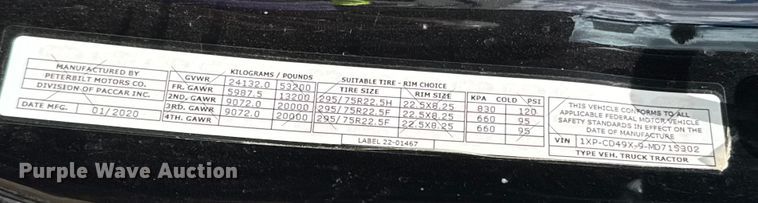 MANUFACTURED BY
PETERBILT MOTORS CO.
DIVISION OF PACCAR INC.
DATE MFG. 01/2020
KILOGRAMS / POUNDS
GVWR 24132.0 53200
FR. GAWR 5987.5 13200
2ND. GAWR 9072.0 20000
3RD. GAWR 9072.0 20000
4TH. GAWR
SUITABLE TIRE - RIM CHOICE
TIRE SIZE RIM SIZE KPA COLD PSI
295/75R22.5H 22.5X8.25 830 120
295/75R22.5F 22.5X8.25 660 95
295/75R22.5F 22.5X8.25 660 95
LABEL 22-01467
THIS VEHICLE CONFORMS TO ALL
APPLICABLE FEDERAL MOTOR VEHICLE
SAFETY STANDARDS IN EFFECT ON THE
DATE OF MANUFACTURE
VIN 1XP-CD49X-9-MD715302
TYPE VEH. TRUCK TRACTOR
Purple Wave Auction